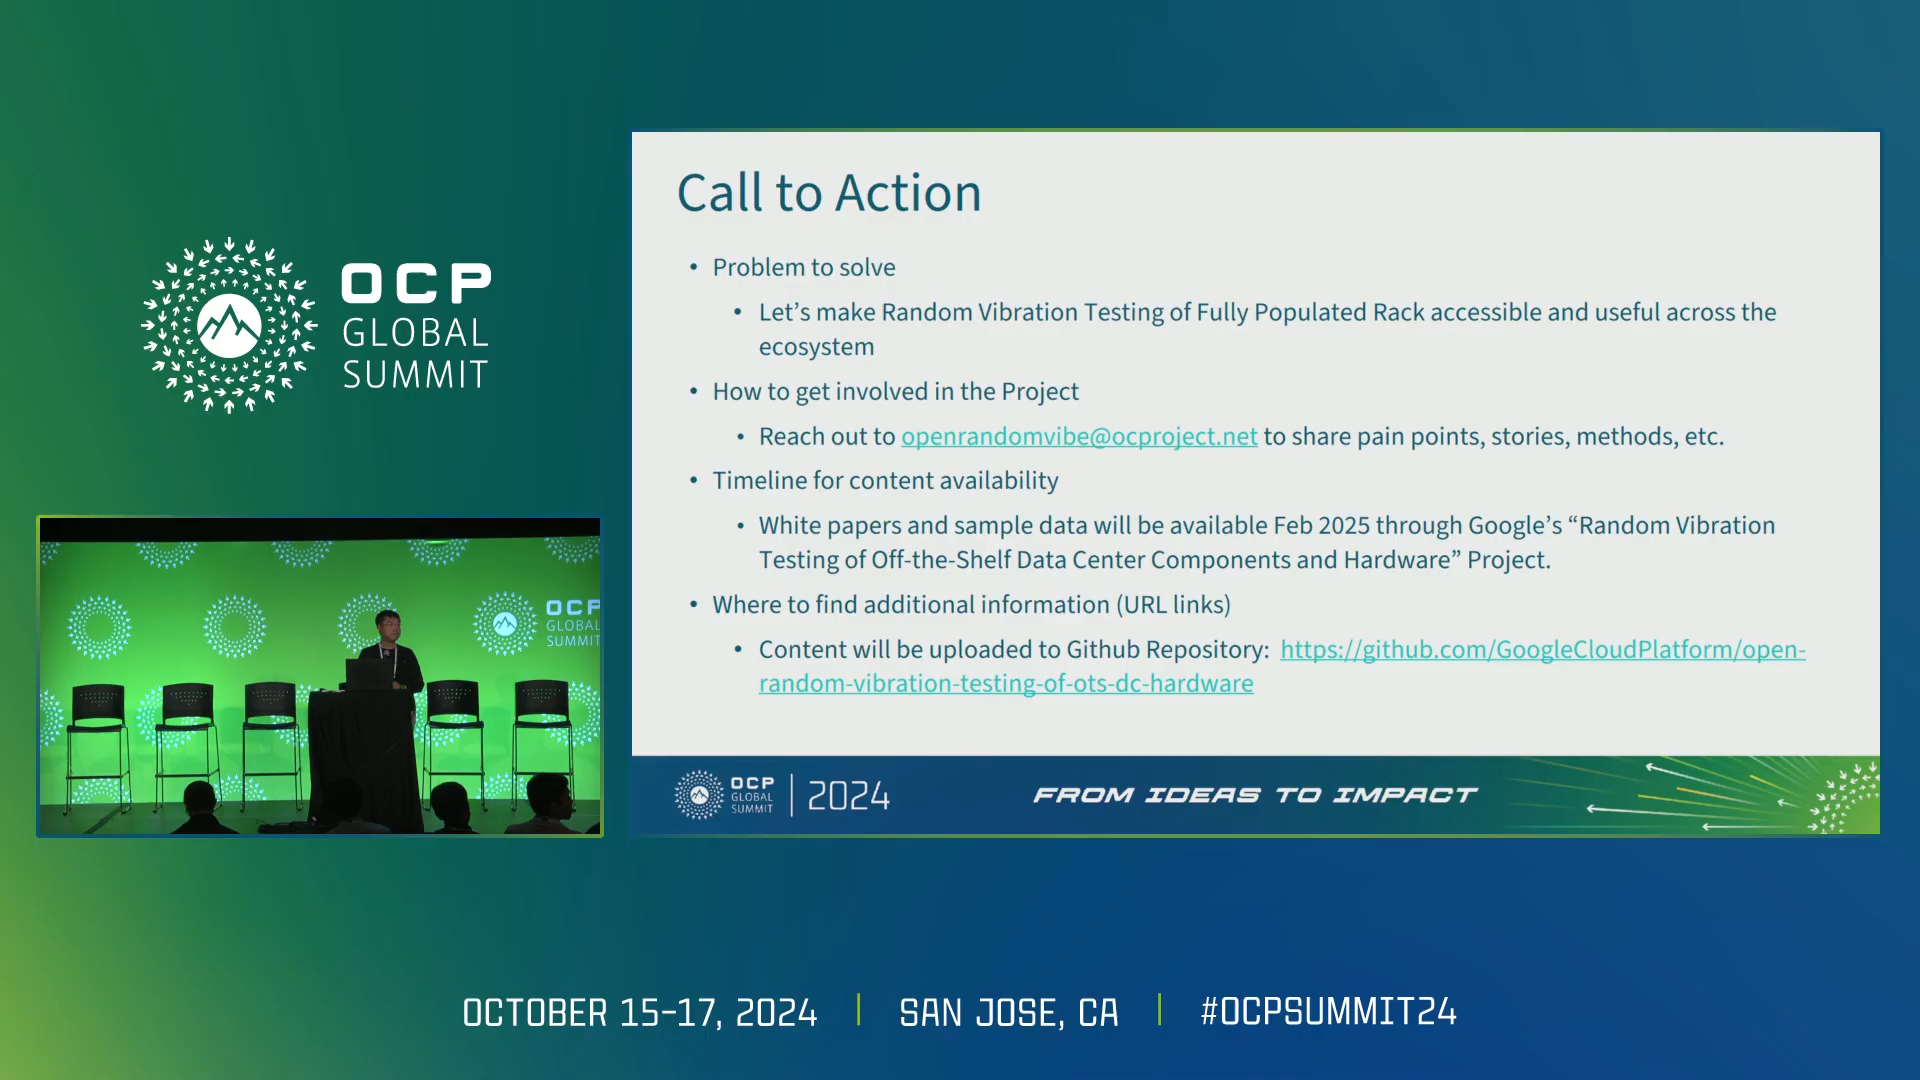 OCP
GLOBAL
SUMMIT
OCP
GLOBAL
SUMMIT
Call to Action
• Problem to solve
• Let’s make Random Vibration Testing of Fully Populated Rack accessible and useful across the
ecosystem
• How to get involved in the Project
• Reach out to openrandomvibe@ocproject.net to share pain points, stories, methods, etc.
• Timeline for content availability
• White papers and sample data will be available Feb 2025 through Google’s “Random Vibration
Testing of Off-the-Shelf Data Center Components and Hardware” Project.
• Where to find additional information (URL links)
• Content will be uploaded to Github Repository: https://github.com/GoogleCloudPlatform/open-
random-vibration-testing-of-ots-dc-hardware
OCP
GLOBAL
SUMMIT
2024
FROM IDEAS TO IMPACT
OCTOBER 15-17, 2024 | SAN JOSE, CA | #OCPSUMMIT24